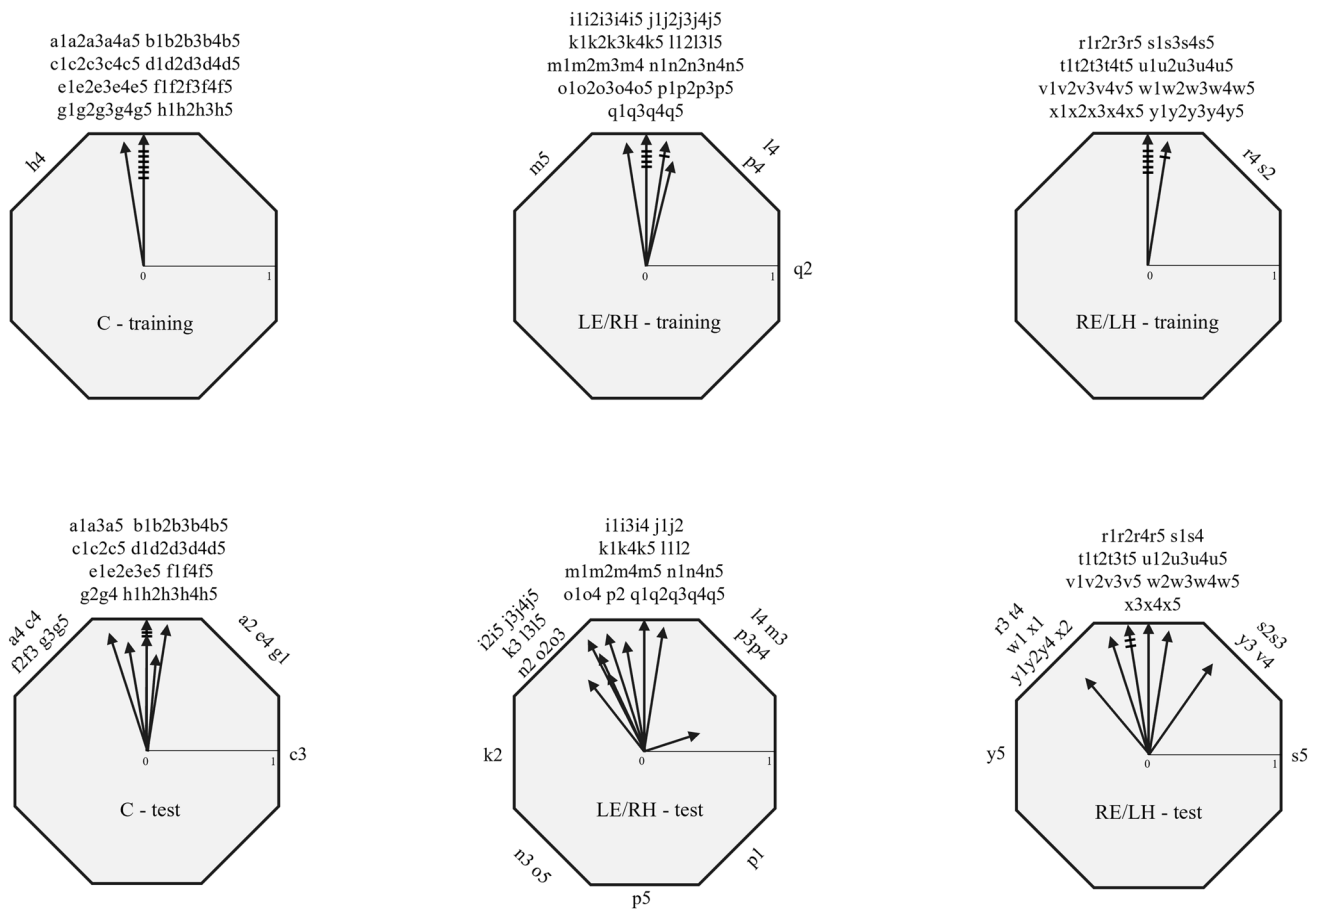 a1a2a3a4a5 b1b2b3b4b5
c1c2c3c4c5 d1d2d3d4d5
e1e2e3e4e5 f1f2f3f4f5
g1g2g3g4g5 h1h2h3h5
h4
0
1
C - training
i1i2i3i4i5 j1j2j3j4j5
k1k2k3k4k5 l1l2l3l5
m1m2m3m4 n1n2n3n4n5
o1o2o3o4o5 p1p2p3p5
q1q3q4q5
m5
l4
p4
q2
0
1
LE/RH - training
r1r2r3r5 s1s3s4s5
t1t2t3t4t5 u1u2u3u4u5
v1v2v3v4v5 w1w2w3w4w5
x1x2x3x4x5 y1y2y3y4y5
r4 s2
0
1
RE/LH - training
a1a3a5 b1b2b3b4b5
c1c2c5 d1d2d3d4d5
e1e2e3e5 f1f4f5
g2g4 h1h2h3h4h5
a4 c4
f2f3 g3g5
a2 e4 g1
c3
0
1
C - test
i1i3i4 j1j2
k1k4k5 l1l2
m1m2m4m5 n1n4n5
o1o4 p2 q1q2q3q4q5
i2i5 j3j4j5
k3 l3l5
n2 o2o3
l4 m3
p3p4
k2
0
1
LE/RH - test
n3 o5
p5
p1
r1r2r4r5 s1s4
t1t2t3t5 u12u3u4u5
v1v2v3v5 w2w3w4w5
x3x4x5
r3 t4
w1 x1
y1y2y4 x2
s2s3
y3 v4
y5
s5
0
1
RE/LH - test